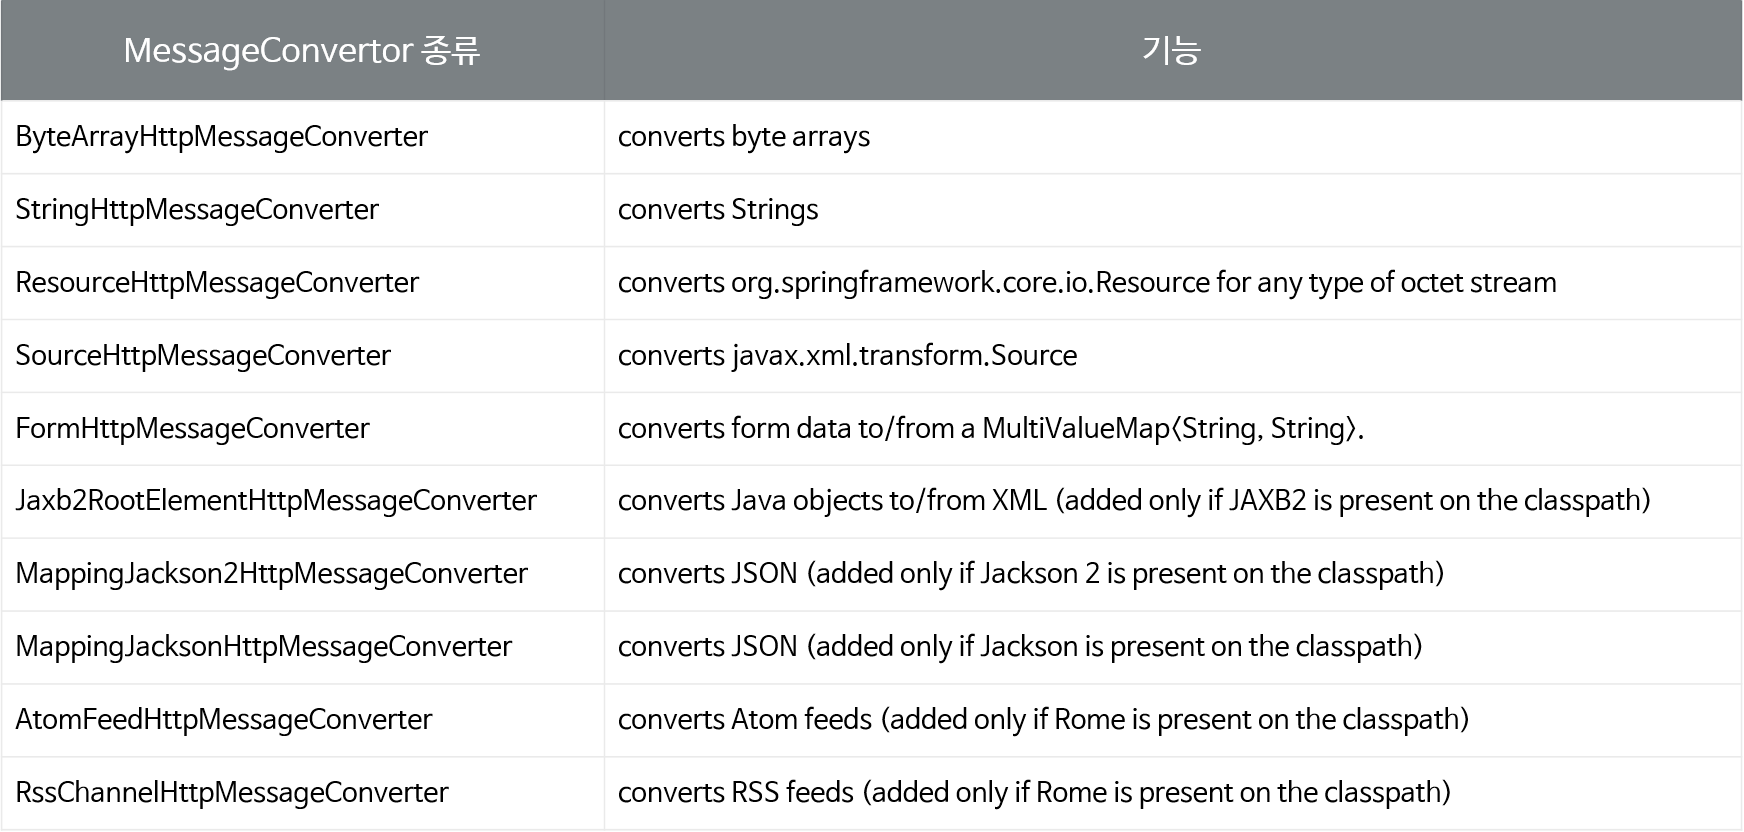 MessageConvertor 종류 기능
ByteArrayHttpMessageConverter converts byte arrays
StringHttpMessageConverter converts Strings
ResourceHttpMessageConverter converts org.springframework.core.io.Resource for any type of octet stream
SourceHttpMessageConverter converts javax.xml.transform.Source
FormHttpMessageConverter converts form data to/from a MultiValueMap<String, String>.
Jaxb2RootElementHttpMessageConverter converts Java objects to/from XML (added only if JAXB2 is present on the classpath)
MappingJackson2HttpMessageConverter converts JSON (added only if Jackson 2 is present on the classpath)
MappingJacksonHttpMessageConverter converts JSON (added only if Jackson is present on the classpath)
AtomFeedHttpMessageConverter converts Atom feeds (added only if Rome is present on the classpath)
RssChannelHttpMessageConverter converts RSS feeds (added only if Rome is present on the classpath)